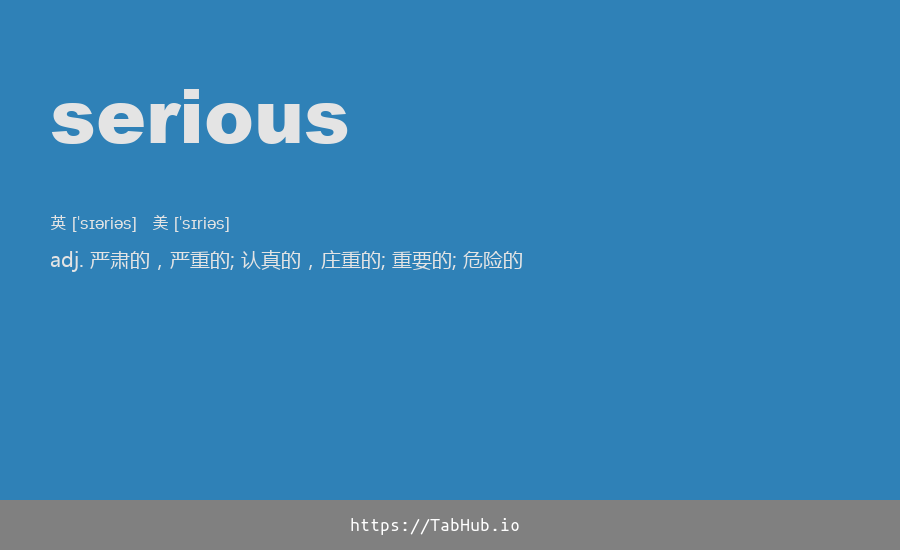 serious
英 [ˈsɪəriəs]   美 [ˈsɪriəs]
adj. 严肃的，严重的; 认真的，庄重的; 重要的; 危险的
https://TabHub.io